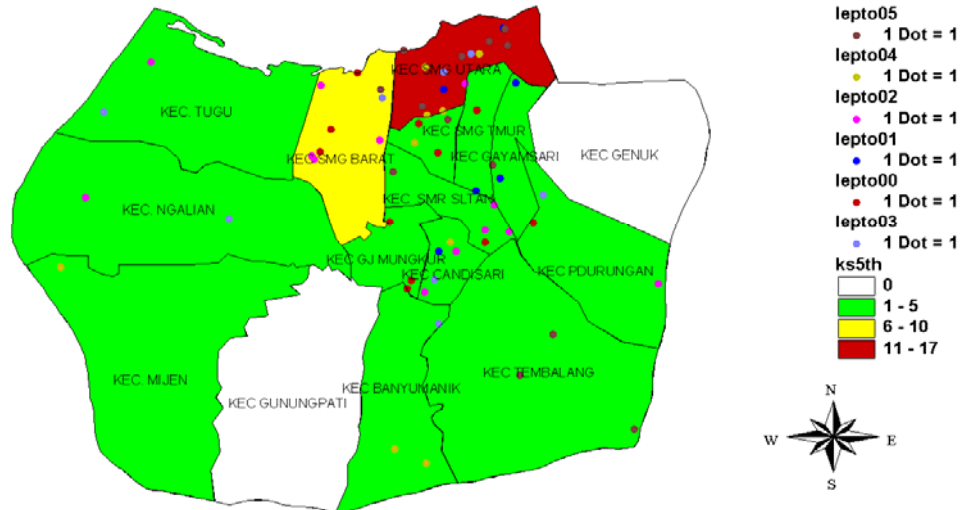 KEC SMG UTARA
KEC. TUGU
KEC SMG TMUR
KEC SMG BARAT
KEC GAYAMSARI
KEC GENUK
KEC SMR SLTAN
KEC. NGALIAN
KEC GJ MUNGKUR
KEC CANDISARI
KEC PDURUNGAN
KEC. MIJEN
KEC BANYUMANIK
KEC TEMBALANG
KEC GUNUNGPATI
lepto05
1 Dot = 1
lepto04
1 Dot = 1
lepto02
1 Dot = 1
lepto01
1 Dot = 1
lepto00
1 Dot = 1
lepto03
1 Dot = 1
ks5th
0
1 - 5
6 - 10
11 - 17
N
W E
S